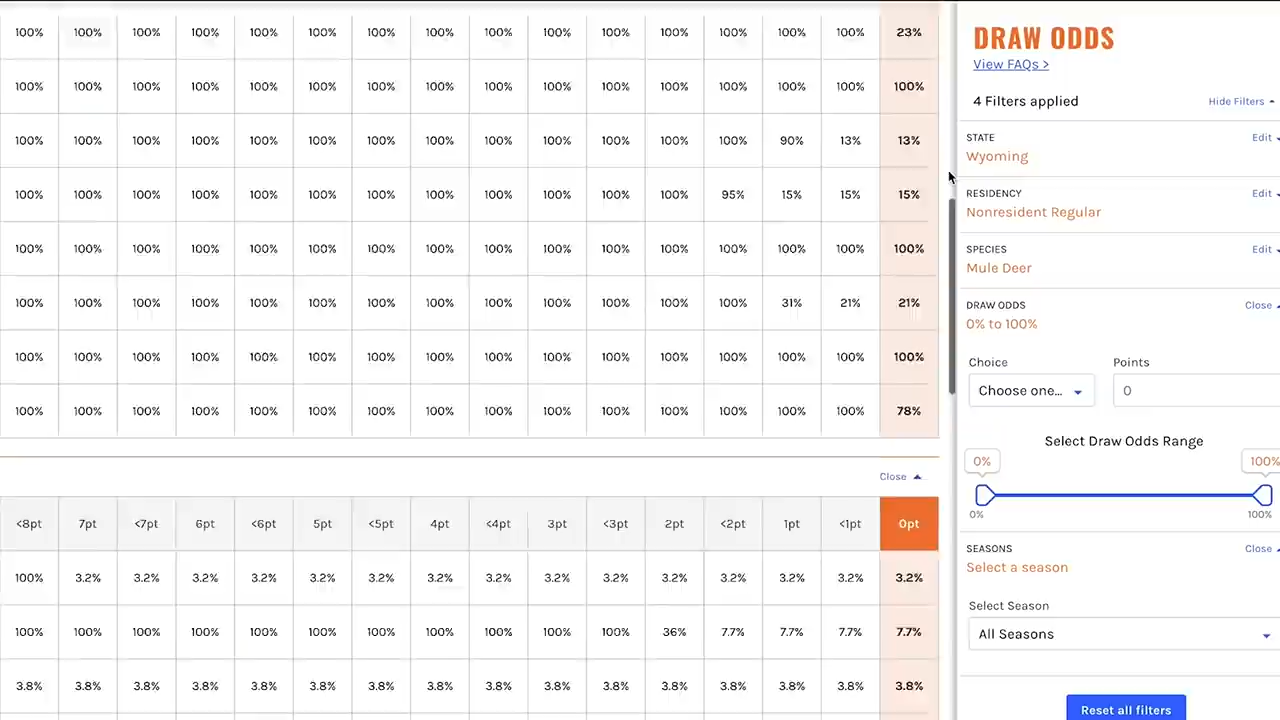 100% 100% 100% 100% 100% 100% 100% 100% 100% 100% 100% 100% 100% 100% 100% 23%
100% 100% 100% 100% 100% 100% 100% 100% 100% 100% 100% 100% 100% 100% 100% 100%
100% 100% 100% 100% 100% 100% 100% 100% 100% 100% 100% 100% 100% 90% 13% 13%
100% 100% 100% 100% 100% 100% 100% 100% 100% 100% 100% 100% 95% 15% 15% 15%
100% 100% 100% 100% 100% 100% 100% 100% 100% 100% 100% 100% 100% 100% 100% 100%
100% 100% 100% 100% 100% 100% 100% 100% 100% 100% 100% 100% 100% 31% 21% 21%
100% 100% 100% 100% 100% 100% 100% 100% 100% 100% 100% 100% 100% 100% 100% 100%
100% 100% 100% 100% 100% 100% 100% 100% 100% 100% 100% 100% 100% 100% 100% 78%
Close
<8pt 7pt <7pt 6pt <6pt 5pt <5pt 4pt <4pt 3pt <3pt 2pt <2pt 1pt <1pt 0pt
100% 3.2% 3.2% 3.2% 3.2% 3.2% 3.2% 3.2% 3.2% 3.2% 3.2% 3.2% 3.2% 3.2% 3.2% 3.2%
100% 100% 100% 100% 100% 100% 100% 100% 100% 100% 100% 36% 7.7% 7.7% 7.7% 7.7%
3.8% 3.8% 3.8% 3.8% 3.8% 3.8% 3.8% 3.8% 3.8% 3.8% 3.8% 3.8% 3.8% 3.8% 3.8% 3.8%
DRAW ODDS
View FAQs >
4 Filters applied Hide Filters
STATE Edit
Wyoming
RESIDENCY Edit
Nonresident Regular
SPECIES Edit
Mule Deer
DRAW ODDS Close
0% to 100%
Choice Points
Choose one... 0
Select Draw Odds Range
0% 100%
0% 100%
SEASONS Close
Select a season
Select Season
All Seasons
Reset all filters